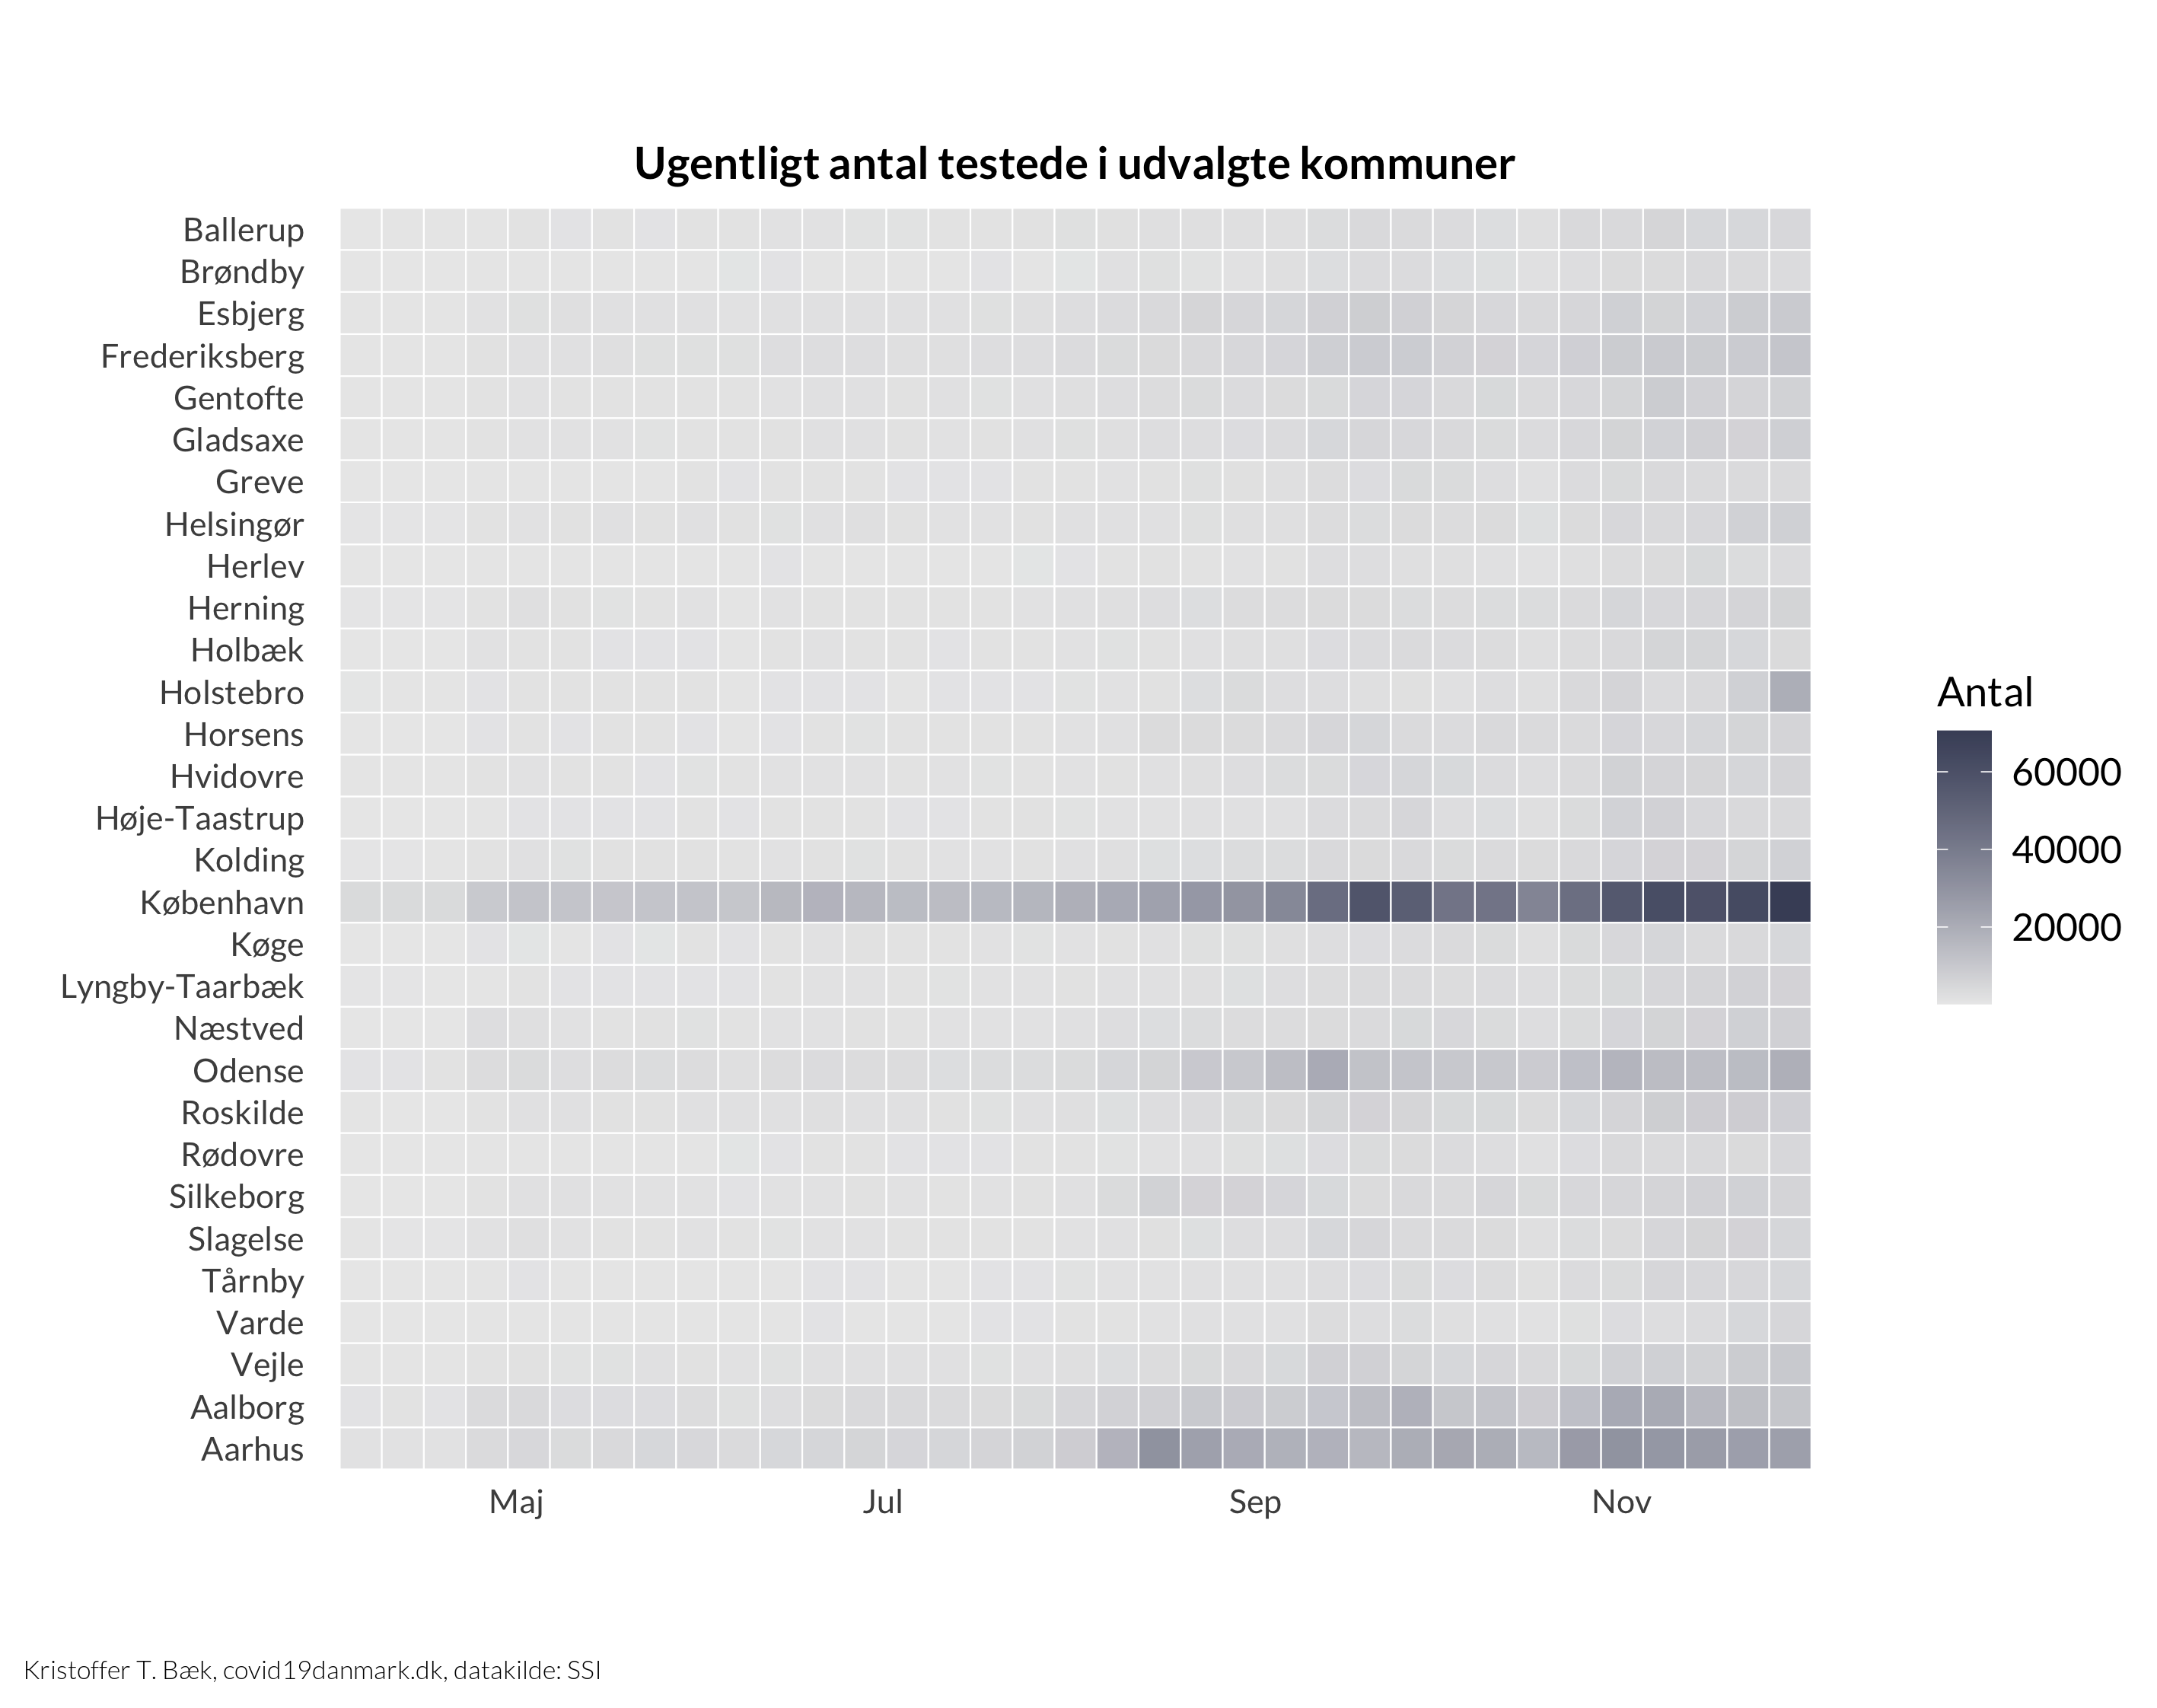 Ugentligt antal testede i udvalgte kommuner
Ballerup
Brøndby
Esbjerg
Frederiksberg
Gentofte
Gladsaxe
Greve
Helsingør
Herlev
Herning
Holbæk
Holstebro
Horsens
Hvidovre
Høje-Taastrup
Kolding
København
Køge
Lyngby-Taarbæk
Næstved
Odense
Roskilde
Rødovre
Silkeborg
Slagelse
Tårnby
Varde
Vejle
Aalborg
Aarhus
Maj Jul Sep Nov
Antal
60000
40000
20000
Kristoffer T. Bæk, covid19danmark.dk, datakilde: SSI